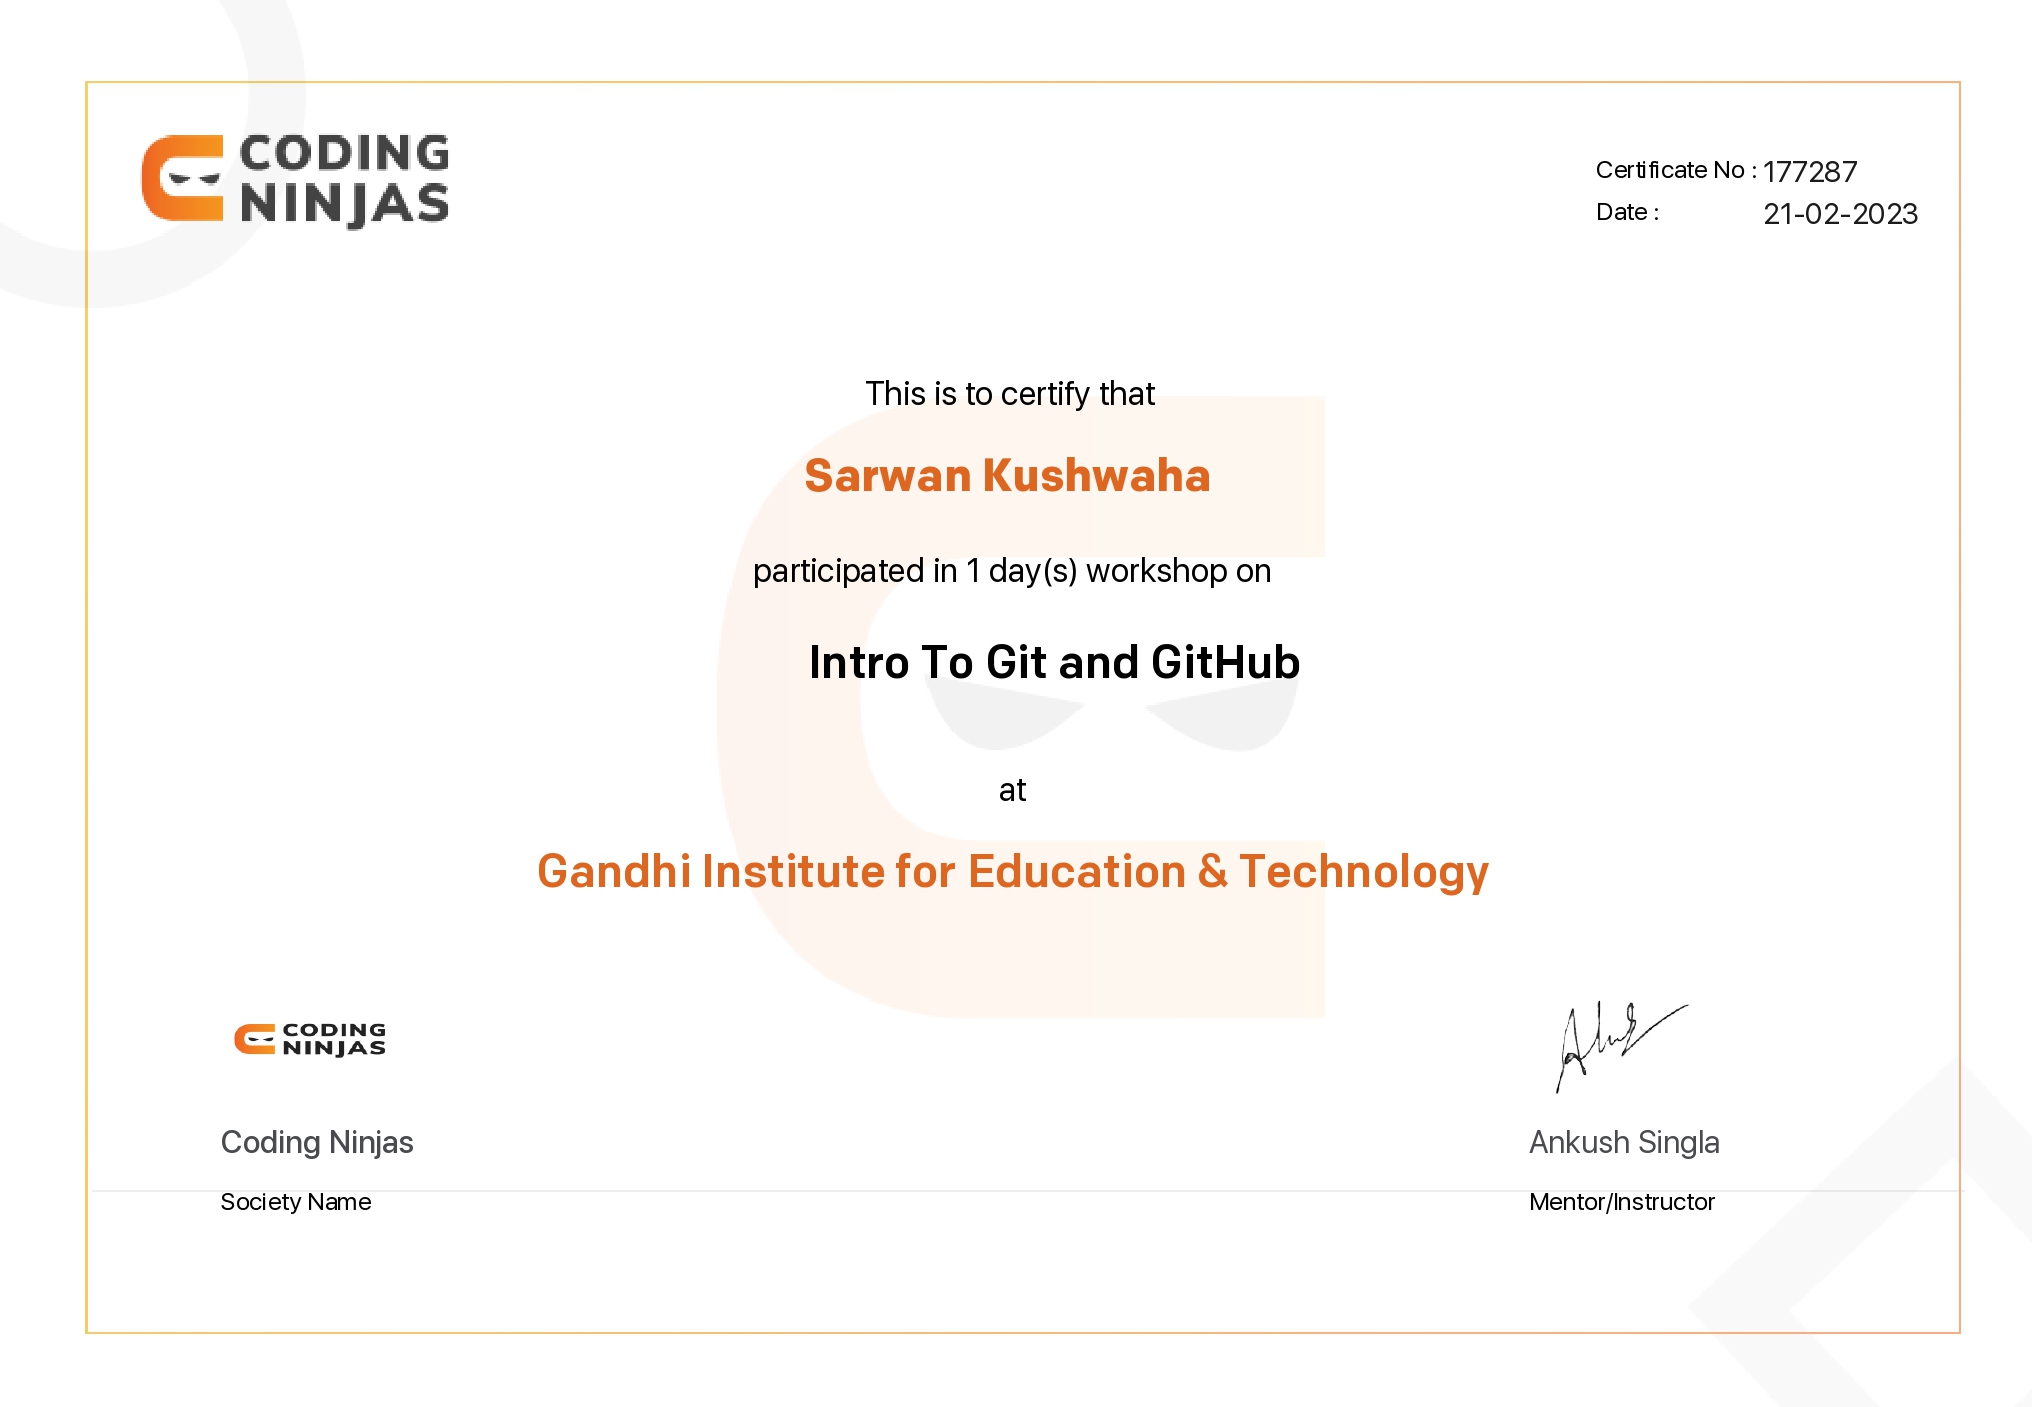 CODING
NINJAS
Certificate No : 177287
Date : 21-02-2023
This is to certify that
Sarwan Kushwaha
participated in 1 day(s) workshop on
Intro To Git and GitHub
at
Gandhi Institute for Education & Technology
CODING
NINJAS
Coding Ninjas
Ankush Singla
Society Name
Mentor/Instructor